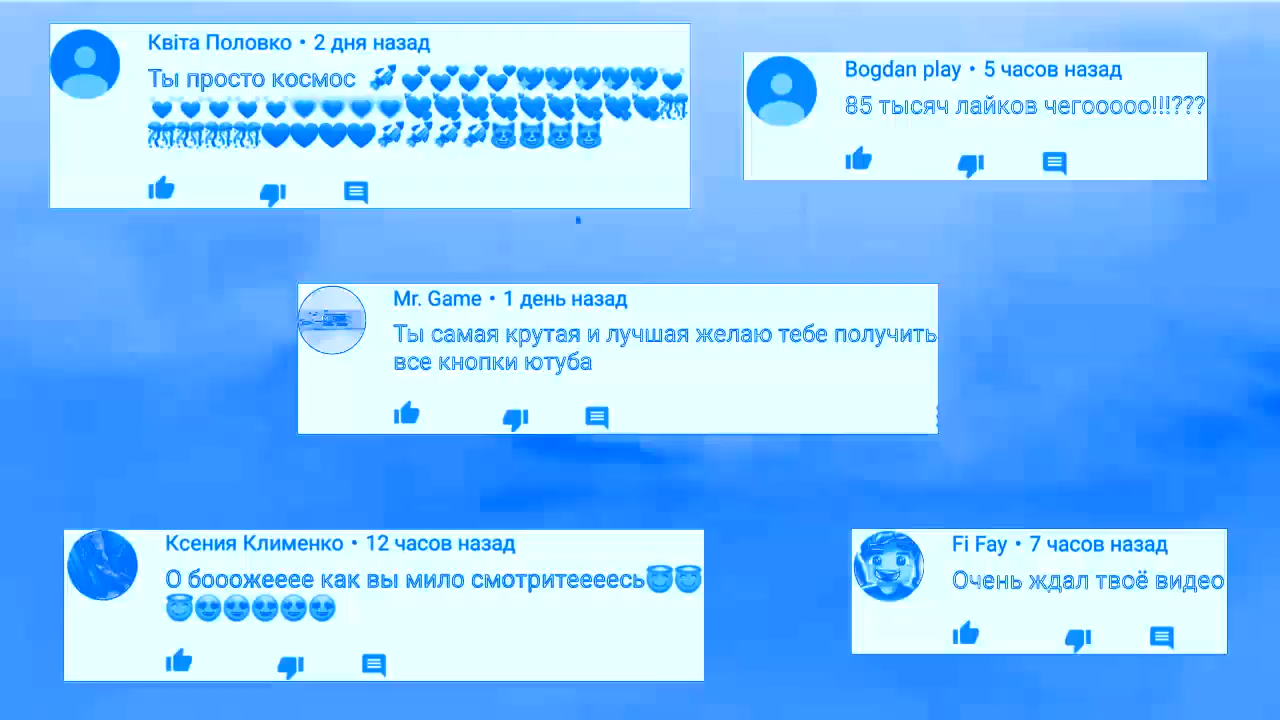 Квіта Половко • 2 дня назад
Ты просто космос
Bogdan play • 5 часов назад
85 тысяч лайков чегооооо!!!???
Mr. Game • 1 день назад
Ты самая крутая и лучшая желаю тебе получить
все кнопки ютуба
Ксения Клименко • 12 часов назад
О бооожееее как вы мило смотритеееесь
Fi Fay • 7 часов назад
Очень ждал твоё видео